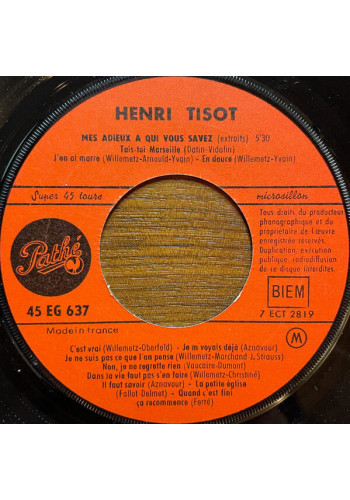 HENRI TISOT
MES ADIEUX A QUI VOUS SAVEZ (extraits) 5'30
Tais-toi Marseille (Datin-Vidalin)
J'en ai marre (Willemetz-Arnauld-Yvain) - En douce (Willemetz-Yvain)
Super 45 tours
microsillon
Pathé
45 EG 637
Made in France
Tous droits du producteur
phonographique et du
propriétaire de l'œuvre
enregistrée réservés.
Duplication, exécution
publique, radiodiffusion
de ce disque interdites.
BIEM
7 ECT 2819
M
C'est vrai (Willemetz-Oberfeld) - Je m voyais déjà (Aznavour)
Je ne suis pas ce que l'on pense (Willemetz-Marchand J. Strauss)
Non, je ne regrette rien (Vaucaire-Dumont)
Dans la vie faut pas s'en faire (Willemetz-Christiné)
Il faut savoir (Aznavour) - La petite église
(Fallot Delmet) - Quand c'est fini
ça recommence (Ferré)